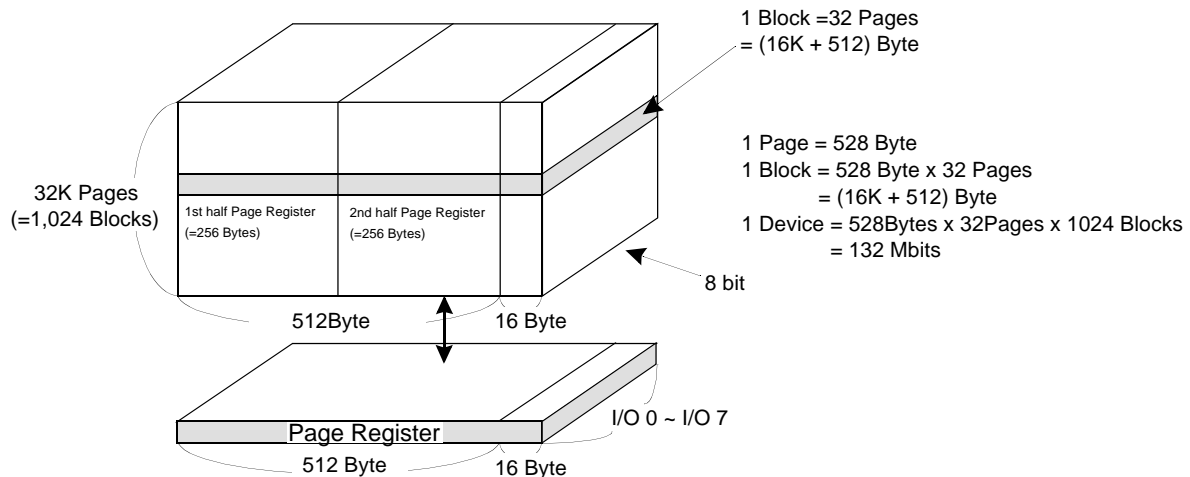 1 Block =32 Pages
= (16K + 512) Byte
1 Page = 528 Byte
1 Block = 528 Byte x 32 Pages
= (16K + 512) Byte
1 Device = 528Bytes x 32Pages x 1024 Blocks
= 132 Mbits
32K Pages
(=1,024 Blocks)
1st half Page Register
(=256 Bytes)
2nd half Page Register
(=256 Bytes)
8 bit
512Byte
16 Byte
I/O 0 ~ I/O 7
Page Register
512 Byte
16 Byte